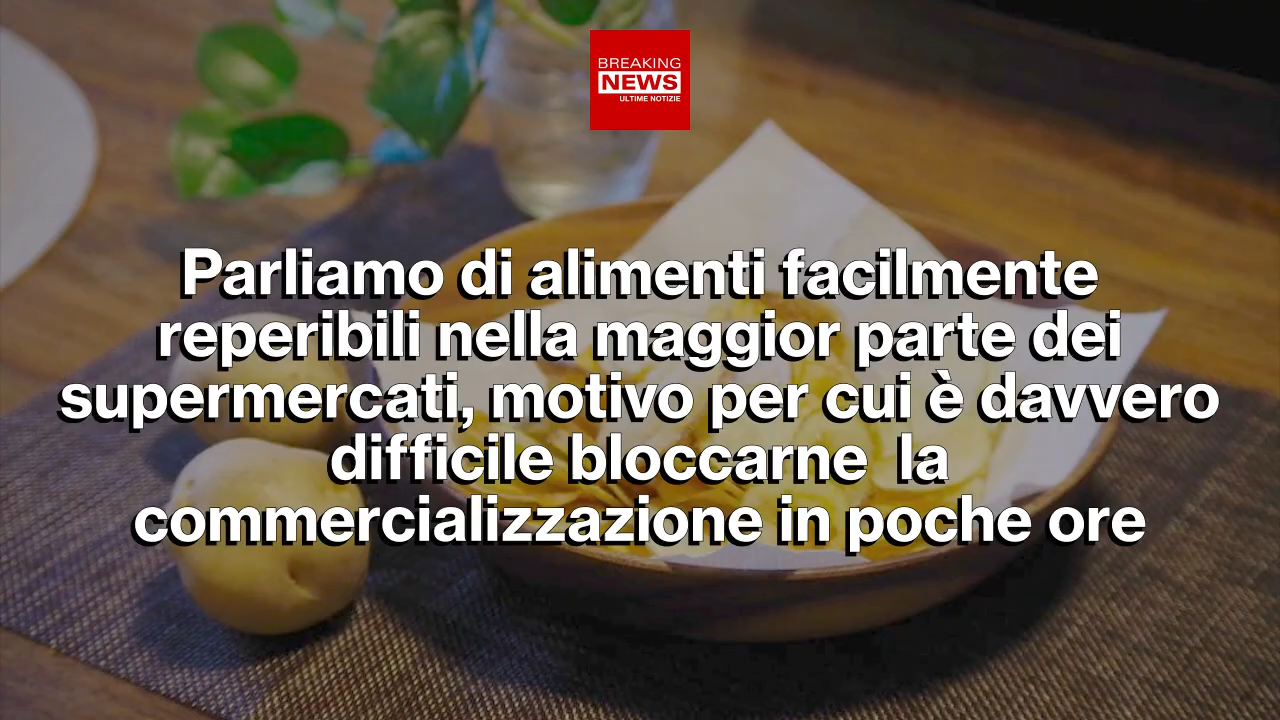 BREAKING
NEWS
ULTIME NOTIZIE
Parliamo di alimenti facilmente
reperibili nella maggior parte dei
supermercati, motivo per cui è davvero
difficile bloccarne  la
commercializzazione in poche ore